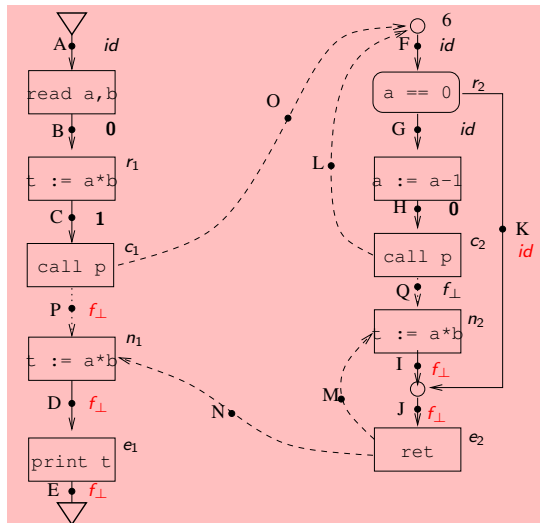 6
A id
F id
read a,b
a == 0 r₂
O
B 0
G id
r₁
t := a*b
L
a := a-1
C 1
H 0
K
id
c₁
call p
c₂
call p
P f⊥
Q f⊥
n₁
t := a*b
n₂
t := a*b
I f⊥
D f⊥
M
J f⊥
N
e₁
print t
e₂
ret
E f⊥